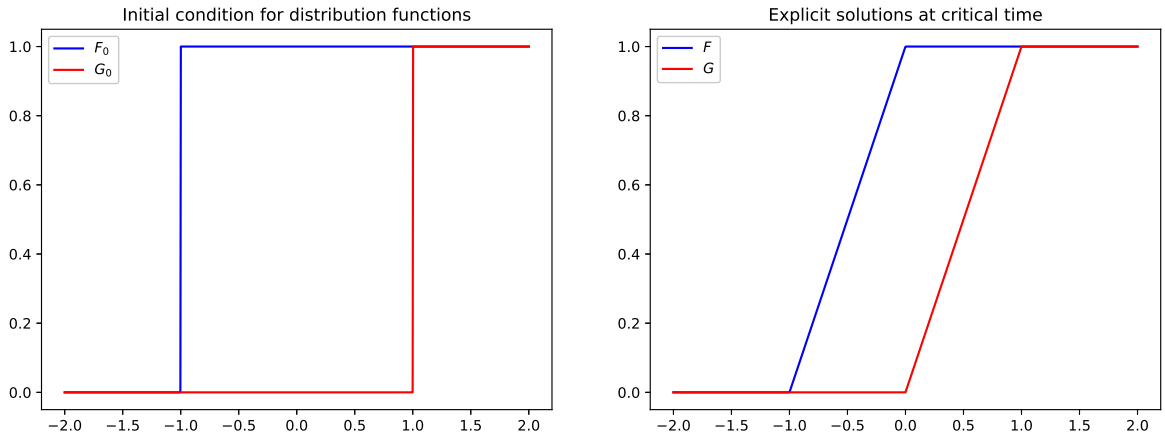 Initial condition for distribution functions
F₀
G₀
1.0
0.8
0.6
0.4
0.2
0.0
−2.0 −1.5 −1.0 −0.5 0.0 0.5 1.0 1.5 2.0
Explicit solutions at critical time
F
G
1.0
0.8
0.6
0.4
0.2
0.0
−2.0 −1.5 −1.0 −0.5 0.0 0.5 1.0 1.5 2.0